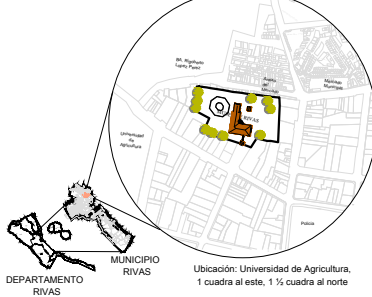 Bo. Rigoberto
López Pérez
Mercado
Municipal
RIVAS
Universidad
de
Agricultura
Policía
MUNICIPIO
RIVAS
DEPARTAMENTO
RIVAS
Ubicación: Universidad de Agricultura,
1 cuadra al este, 1 ½ cuadra al norte